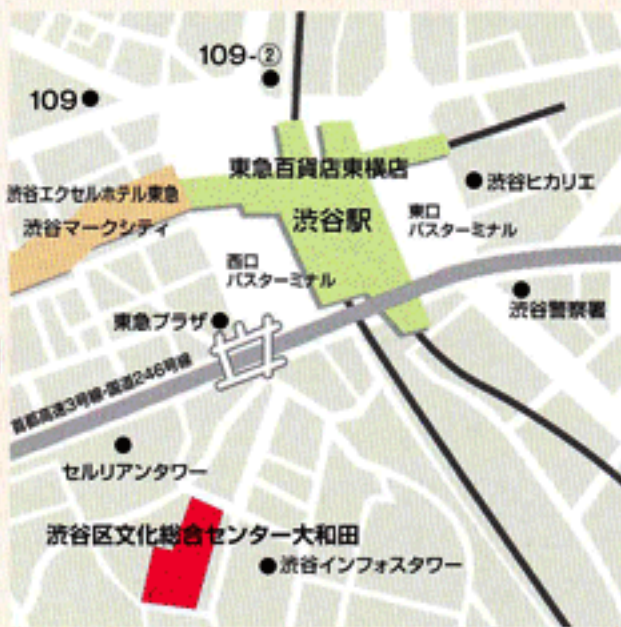 109-②
109
東急百貨店東横店
渋谷エクセルホテル東急
渋谷マークシティ
渋谷駅
渋谷ヒカリエ
東口
バスターミナル
西口
バスターミナル
渋谷警察署
東急プラザ
首都高速3号線・国道246号線
セルリアンタワー
渋谷区文化総合センター大和田
渋谷インフォスタワー